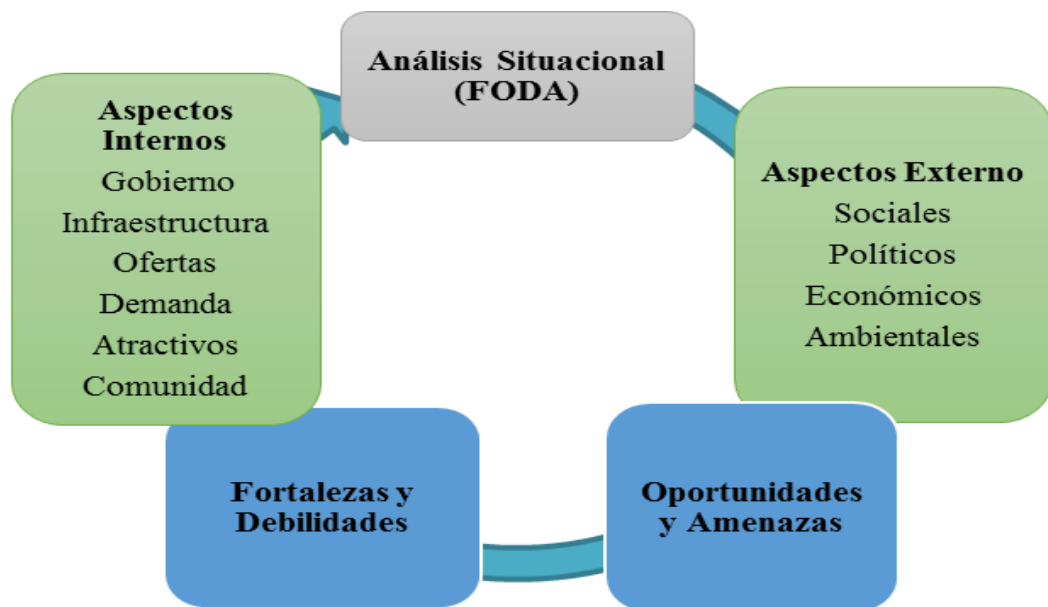 Análisis Situacional
(FODA)
Aspectos
Internos
Gobierno
Infraestructura
Ofertas
Demanda
Atractivos
Comunidad
Aspectos Externo
Sociales
Políticos
Económicos
Ambientales
Fortalezas y
Debilidades
Oportunidades
y Amenazas